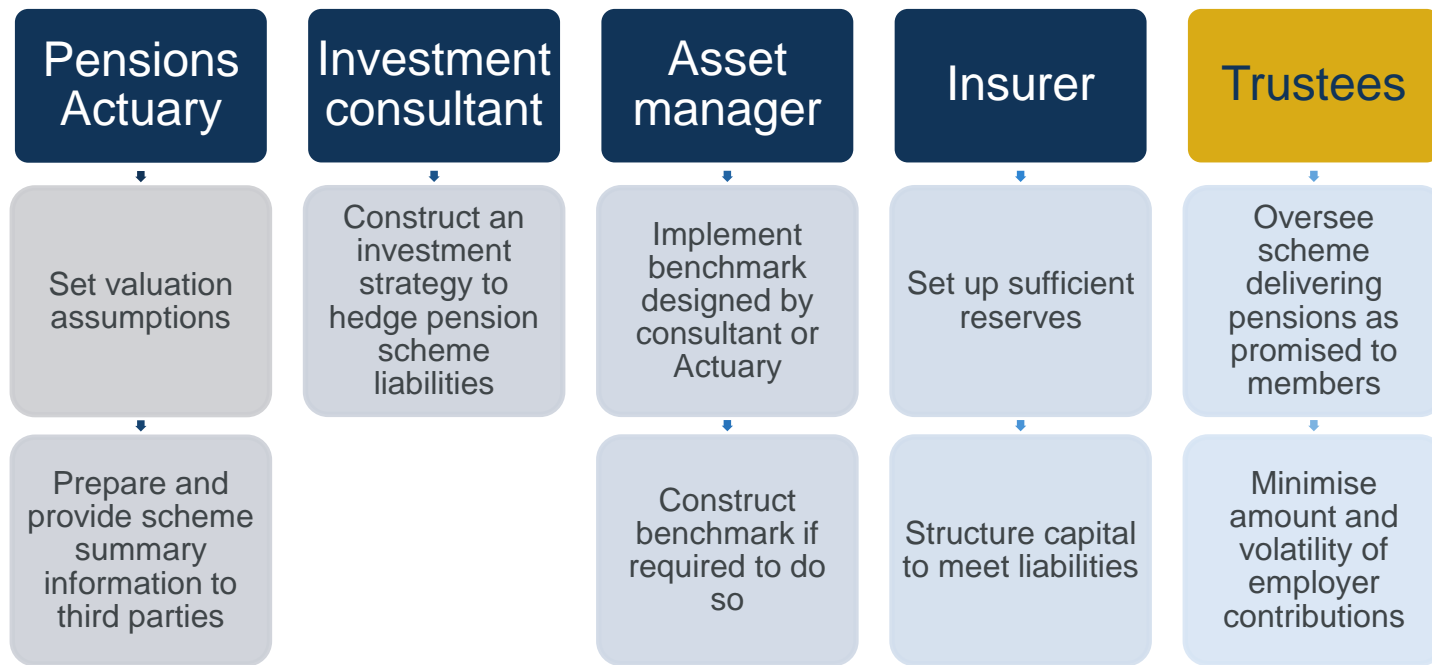 Pensions
Actuary
Set valuation
assumptions
Prepare and
provide scheme
summary
information to
third parties
Investment
consultant
Construct an
investment
strategy to
hedge pension
scheme
liabilities
Asset
manager
Implement
benchmark
designed by
consultant or
Actuary
Construct
benchmark if
required to do
so
Insurer
Set up sufficient
reserves
Structure capital
to meet liabilities
Trustees
Oversee
scheme
delivering
pensions as
promised to
members
Minimise
amount and
volatility of
employer
contributions